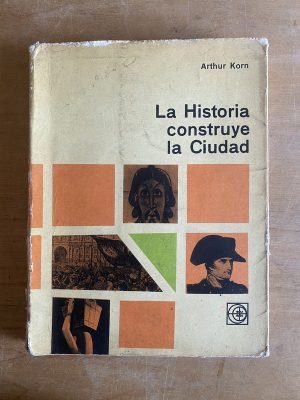 Arthur Korn
La Historia
construye
la Ciudad